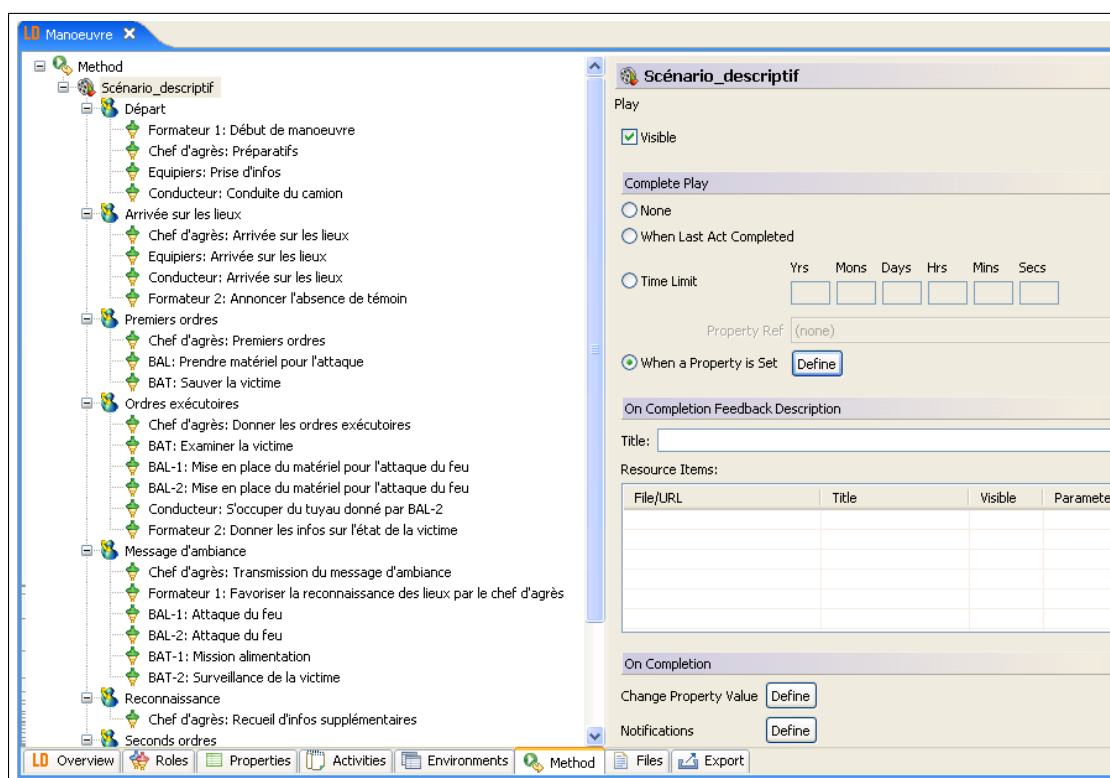 LD Manoeuvre
Method
Scénario_descriptif
Départ
Formateur 1: Début de manoeuvre
Chef d'agrès: Préparatifs
Equipiers: Prise d'infos
Conducteur: Conduite du camion
Arrivée sur les lieux
Chef d'agrès: Arrivée sur les lieux
Equipiers: Arrivée sur les lieux
Conducteur: Arrivée sur les lieux
Formateur 2: Annoncer l'absence de témoin
Premiers ordres
Chef d'agrès: Premiers ordres
BAL: Prendre matériel pour l'attaque
BAT: Sauver la victime
Ordres exécutoires
Chef d'agrès: Donner les ordres exécutoires
BAT: Examiner la victime
BAL-1: Mise en place du matériel pour l'attaque du feu
BAL-2: Mise en place du matériel pour l'attaque du feu
Conducteur: S'occuper du tuyau donné par BAL-2
Formateur 2: Donner les infos sur l'état de la victime
Message d'ambiance
Chef d'agrès: Transmission du message d'ambiance
Formateur 1: Favoriser la reconnaissance des lieux par le chef d'agrès
BAL-1: Attaque du feu
BAL-2: Attaque du feu
BAT-1: Mission alimentation
BAT-2: Surveillance de la victime
Reconnaissance
Chef d'agrès: Recueil d'infos supplémentaires
Seconds ordres
Scénario_descriptif
Play
Visible
Complete Play
None
When Last Act Completed
Yrs Mons Days Hrs Mins Secs
Time Limit
Property Ref (none)
When a Property is Set Define
On Completion Feedback Description
Title:
Resource Items:
File/URL Title Visible Paramete
On Completion
Change Property Value Define
Notifications Define
LD Overview Roles Properties Activities Environments Method Files Export